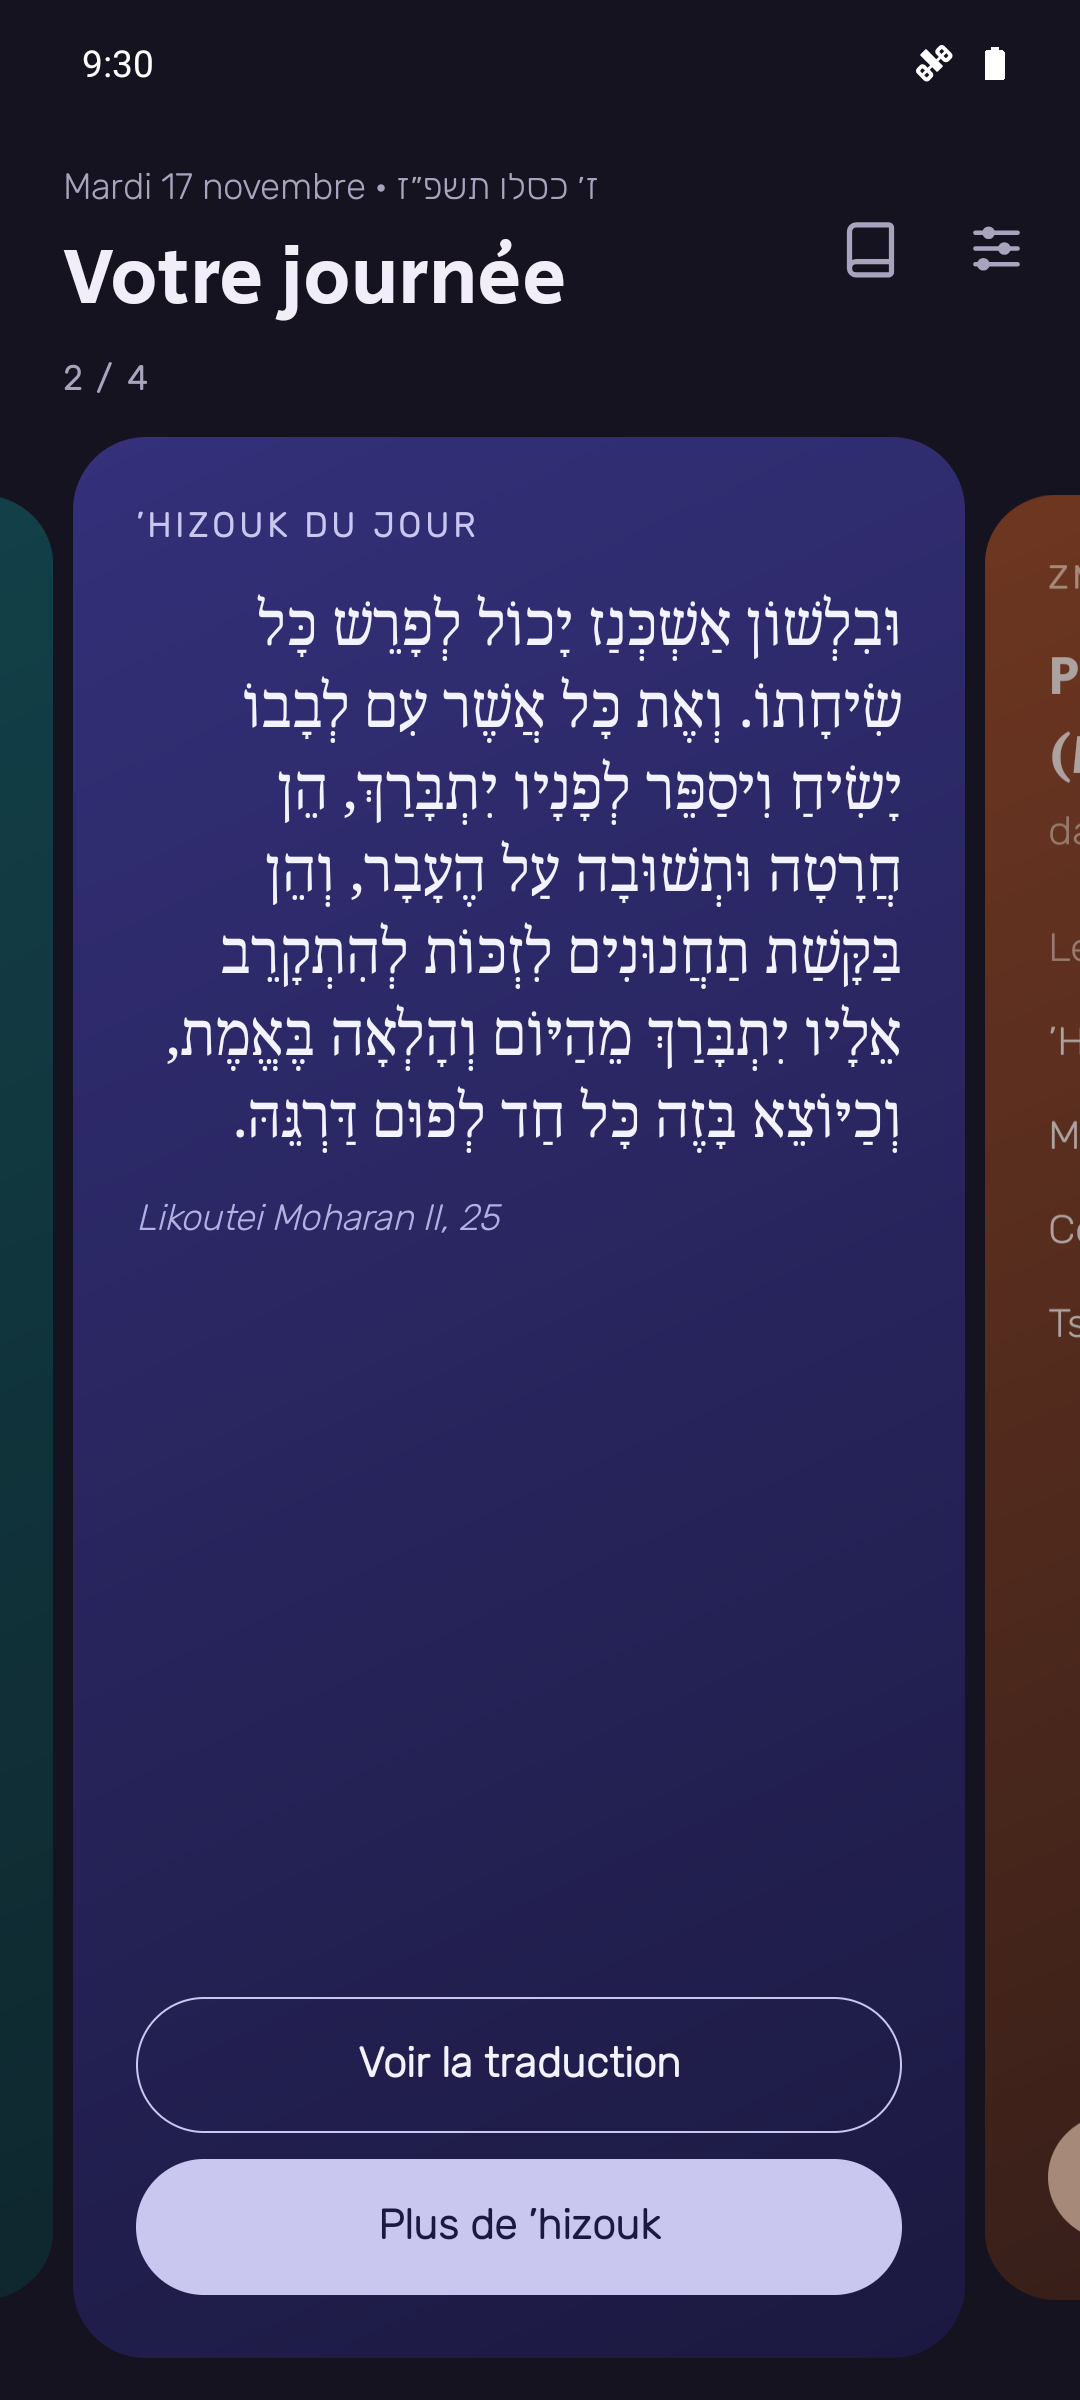 9:30
Mardi 17 novembre • ז׳ כסלו תשפ״ז
Votre journée
2 / 4
׳HIZOUK DU JOUR
וּבִלְשׁוֹן אַשְׁכְּנַז יָכוֹל לְפָרֵשׁ כָּל
שִׂיחָתוֹ. וְאֶת כָּל אֲשֶׁר עִם לְבָבוֹ
יָשִׂיחַ וִיסַפֵּר לְפָנָיו יִתְבָּרַךְ, הֵן
חֲרָטָה וּתְשׁוּבָה עַל הֶעָבָר, וְהֵן
בַּקָּשַׁת תַּחֲנוּנִים לִזְכּוֹת לְהִתְקָרֵב
אֵלָיו יִתְבָּרַךְ מֵהַיּוֹם וְהָלְאָה בֶּאֱמֶת,
וְכַיּוֹצֵא בָּזֶה כָּל חַד לְפוּם דַּרְגֵּהּ.
Likoutei Moharan II, 25
Voir la traduction
Plus de ׳hizouk